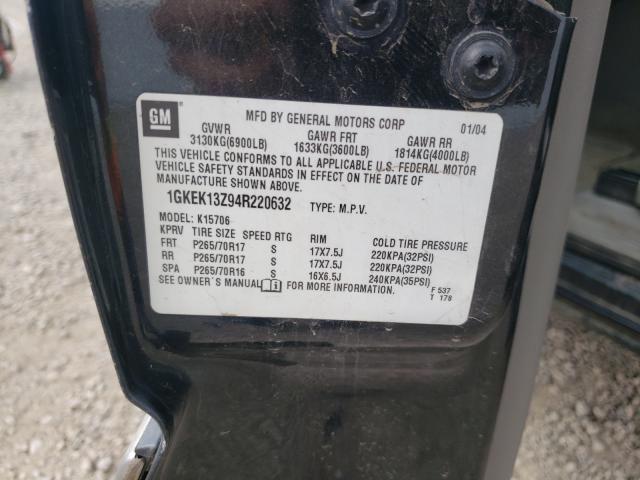 GM
MFD BY GENERAL MOTORS CORP 01/04
GVWR GAWR FRT GAWR RR
3130KG(6900LB) 1633KG(3600LB) 1814KG(4000LB)
THIS VEHICLE CONFORMS TO ALL APPLICABLE U.S. FEDERAL MOTOR
VEHICLE SAFETY STANDARDS IN EFFECT ON THE DATE OF
MANUFACTURE SHOWN ABOVE.
1GKEK13Z94R220632 TYPE: M.P.V.
MODEL: K15706
KPRV TIRE SIZE SPEED RTG RIM COLD TIRE PRESSURE
FRT P265/70R17 S 17X7.5J 220KPA(32PSI)
RR P265/70R17 S 17X7.5J 220KPA(32PSI)
SPA P265/70R16 S 16X6.5J 240KPA(35PSI)
SEE OWNER'S MANUAL FOR MORE INFORMATION.
F 537
T 178